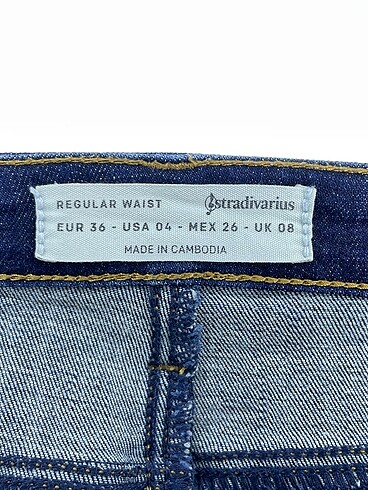 REGULAR WAIST stradivarius
EUR 36 - USA 04 - MEX 26 - UK 08
MADE IN CAMBODIA